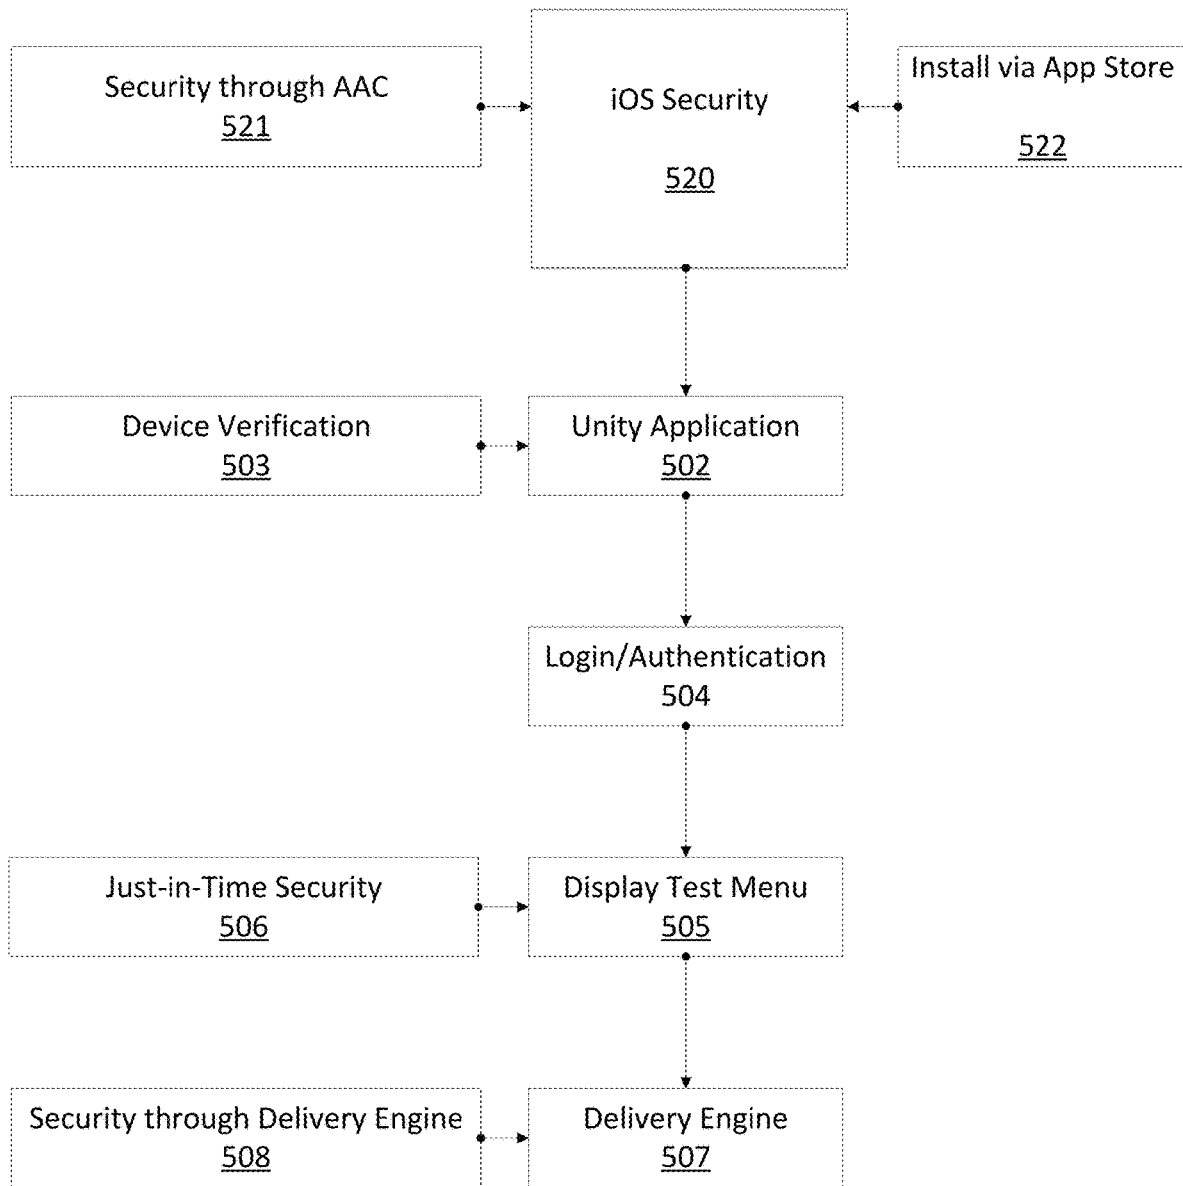 Security through AAC
521
iOS Security
520
Install via App Store
522
Device Verification
503
Unity Application
502
Login/Authentication
504
Just-in-Time Security
506
Display Test Menu
505
Security through Delivery Engine
508
Delivery Engine
507